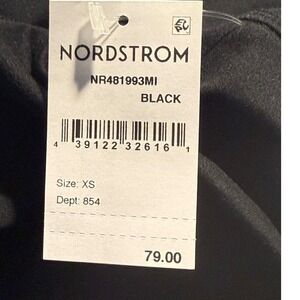 NORDSTROM
NR481993MI
BLACK
4 39122 32616 1
Size: XS
Dept: 854
79.00